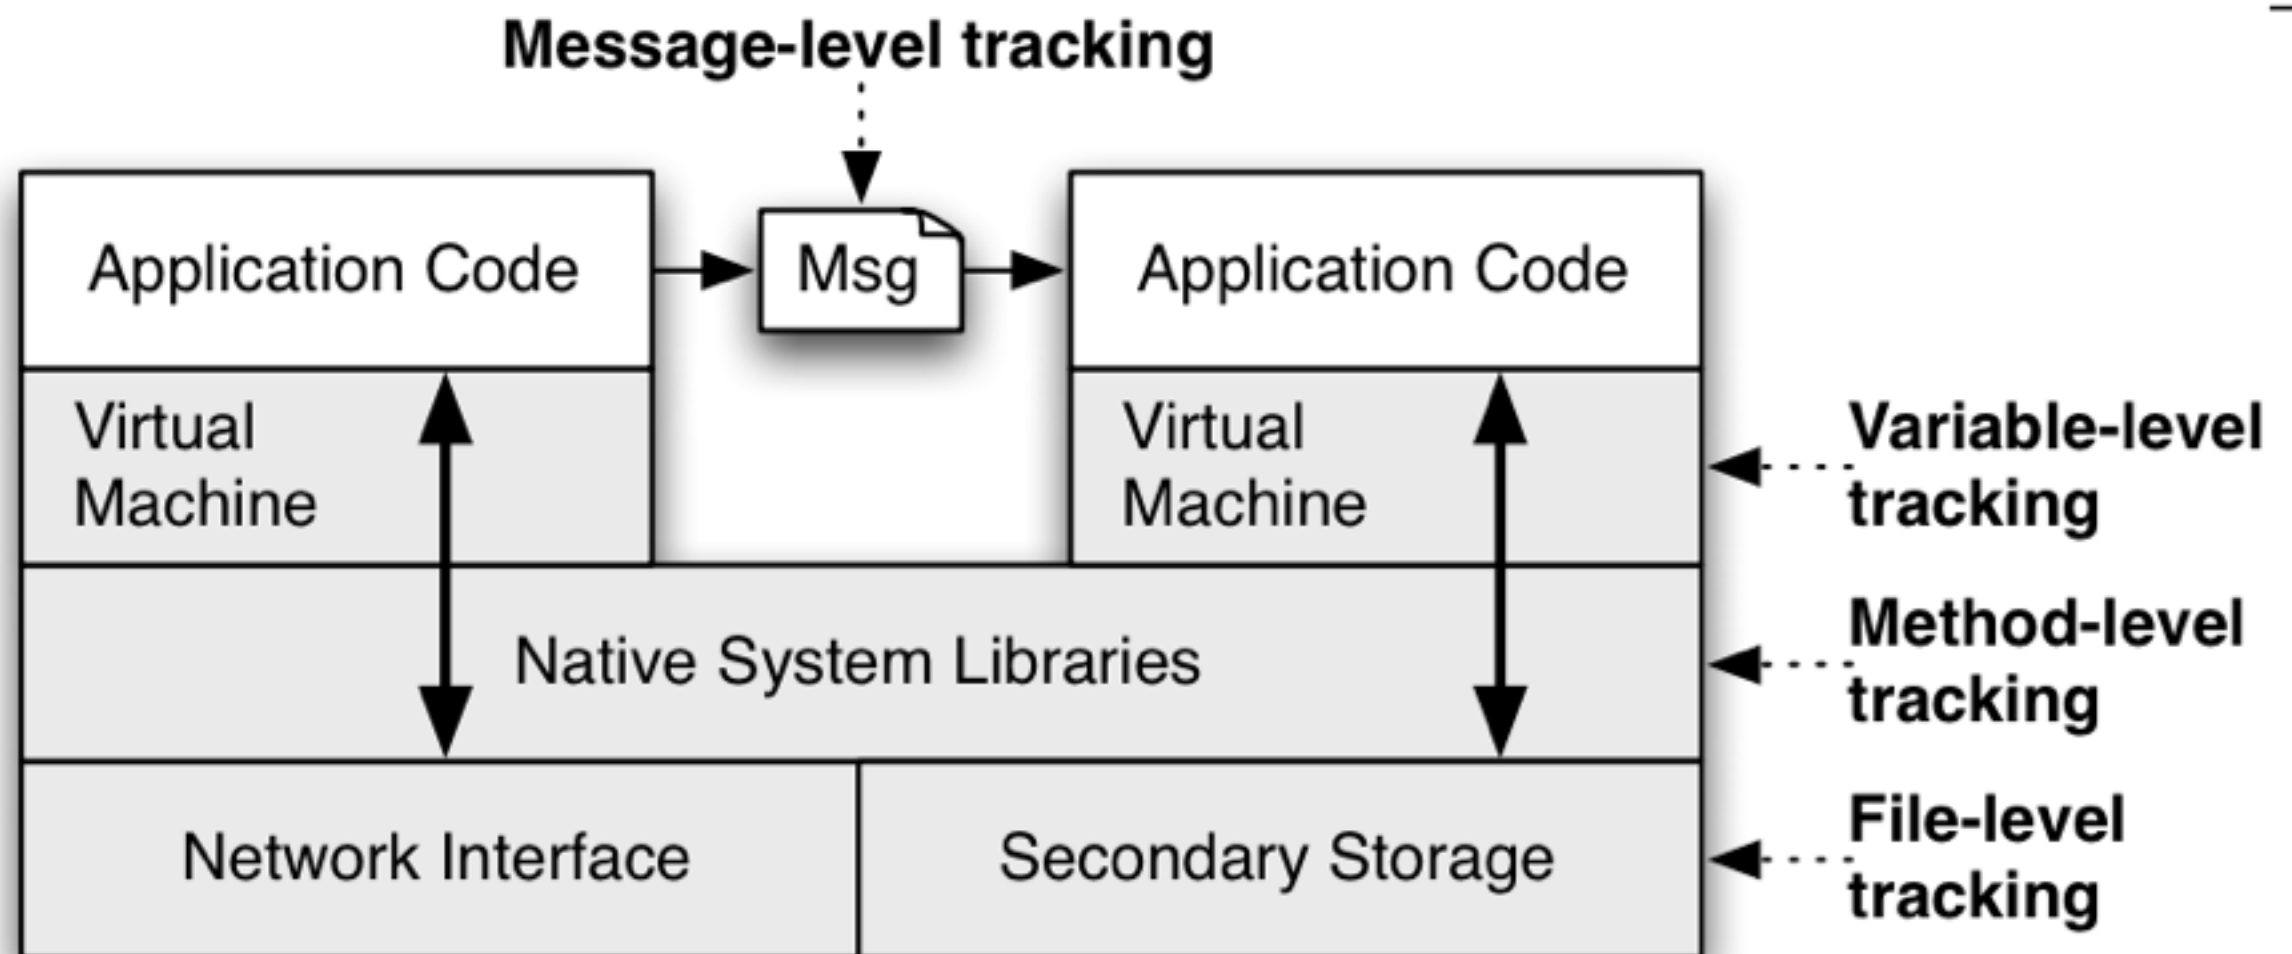 Message-level tracking
Application Code
Msg
Application Code
Virtual
Machine
Virtual
Machine
Variable-level
tracking
Native System Libraries
Method-level
tracking
Network Interface
Secondary Storage
File-level
tracking